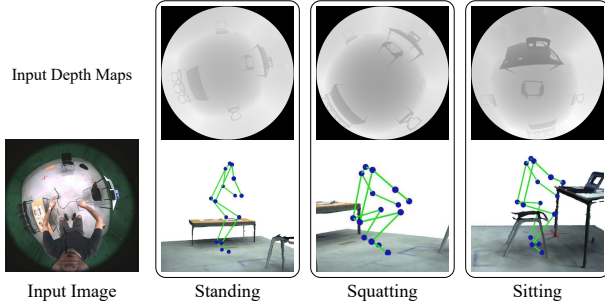 Input Depth Maps
Input Image
Standing
Squatting
Sitting